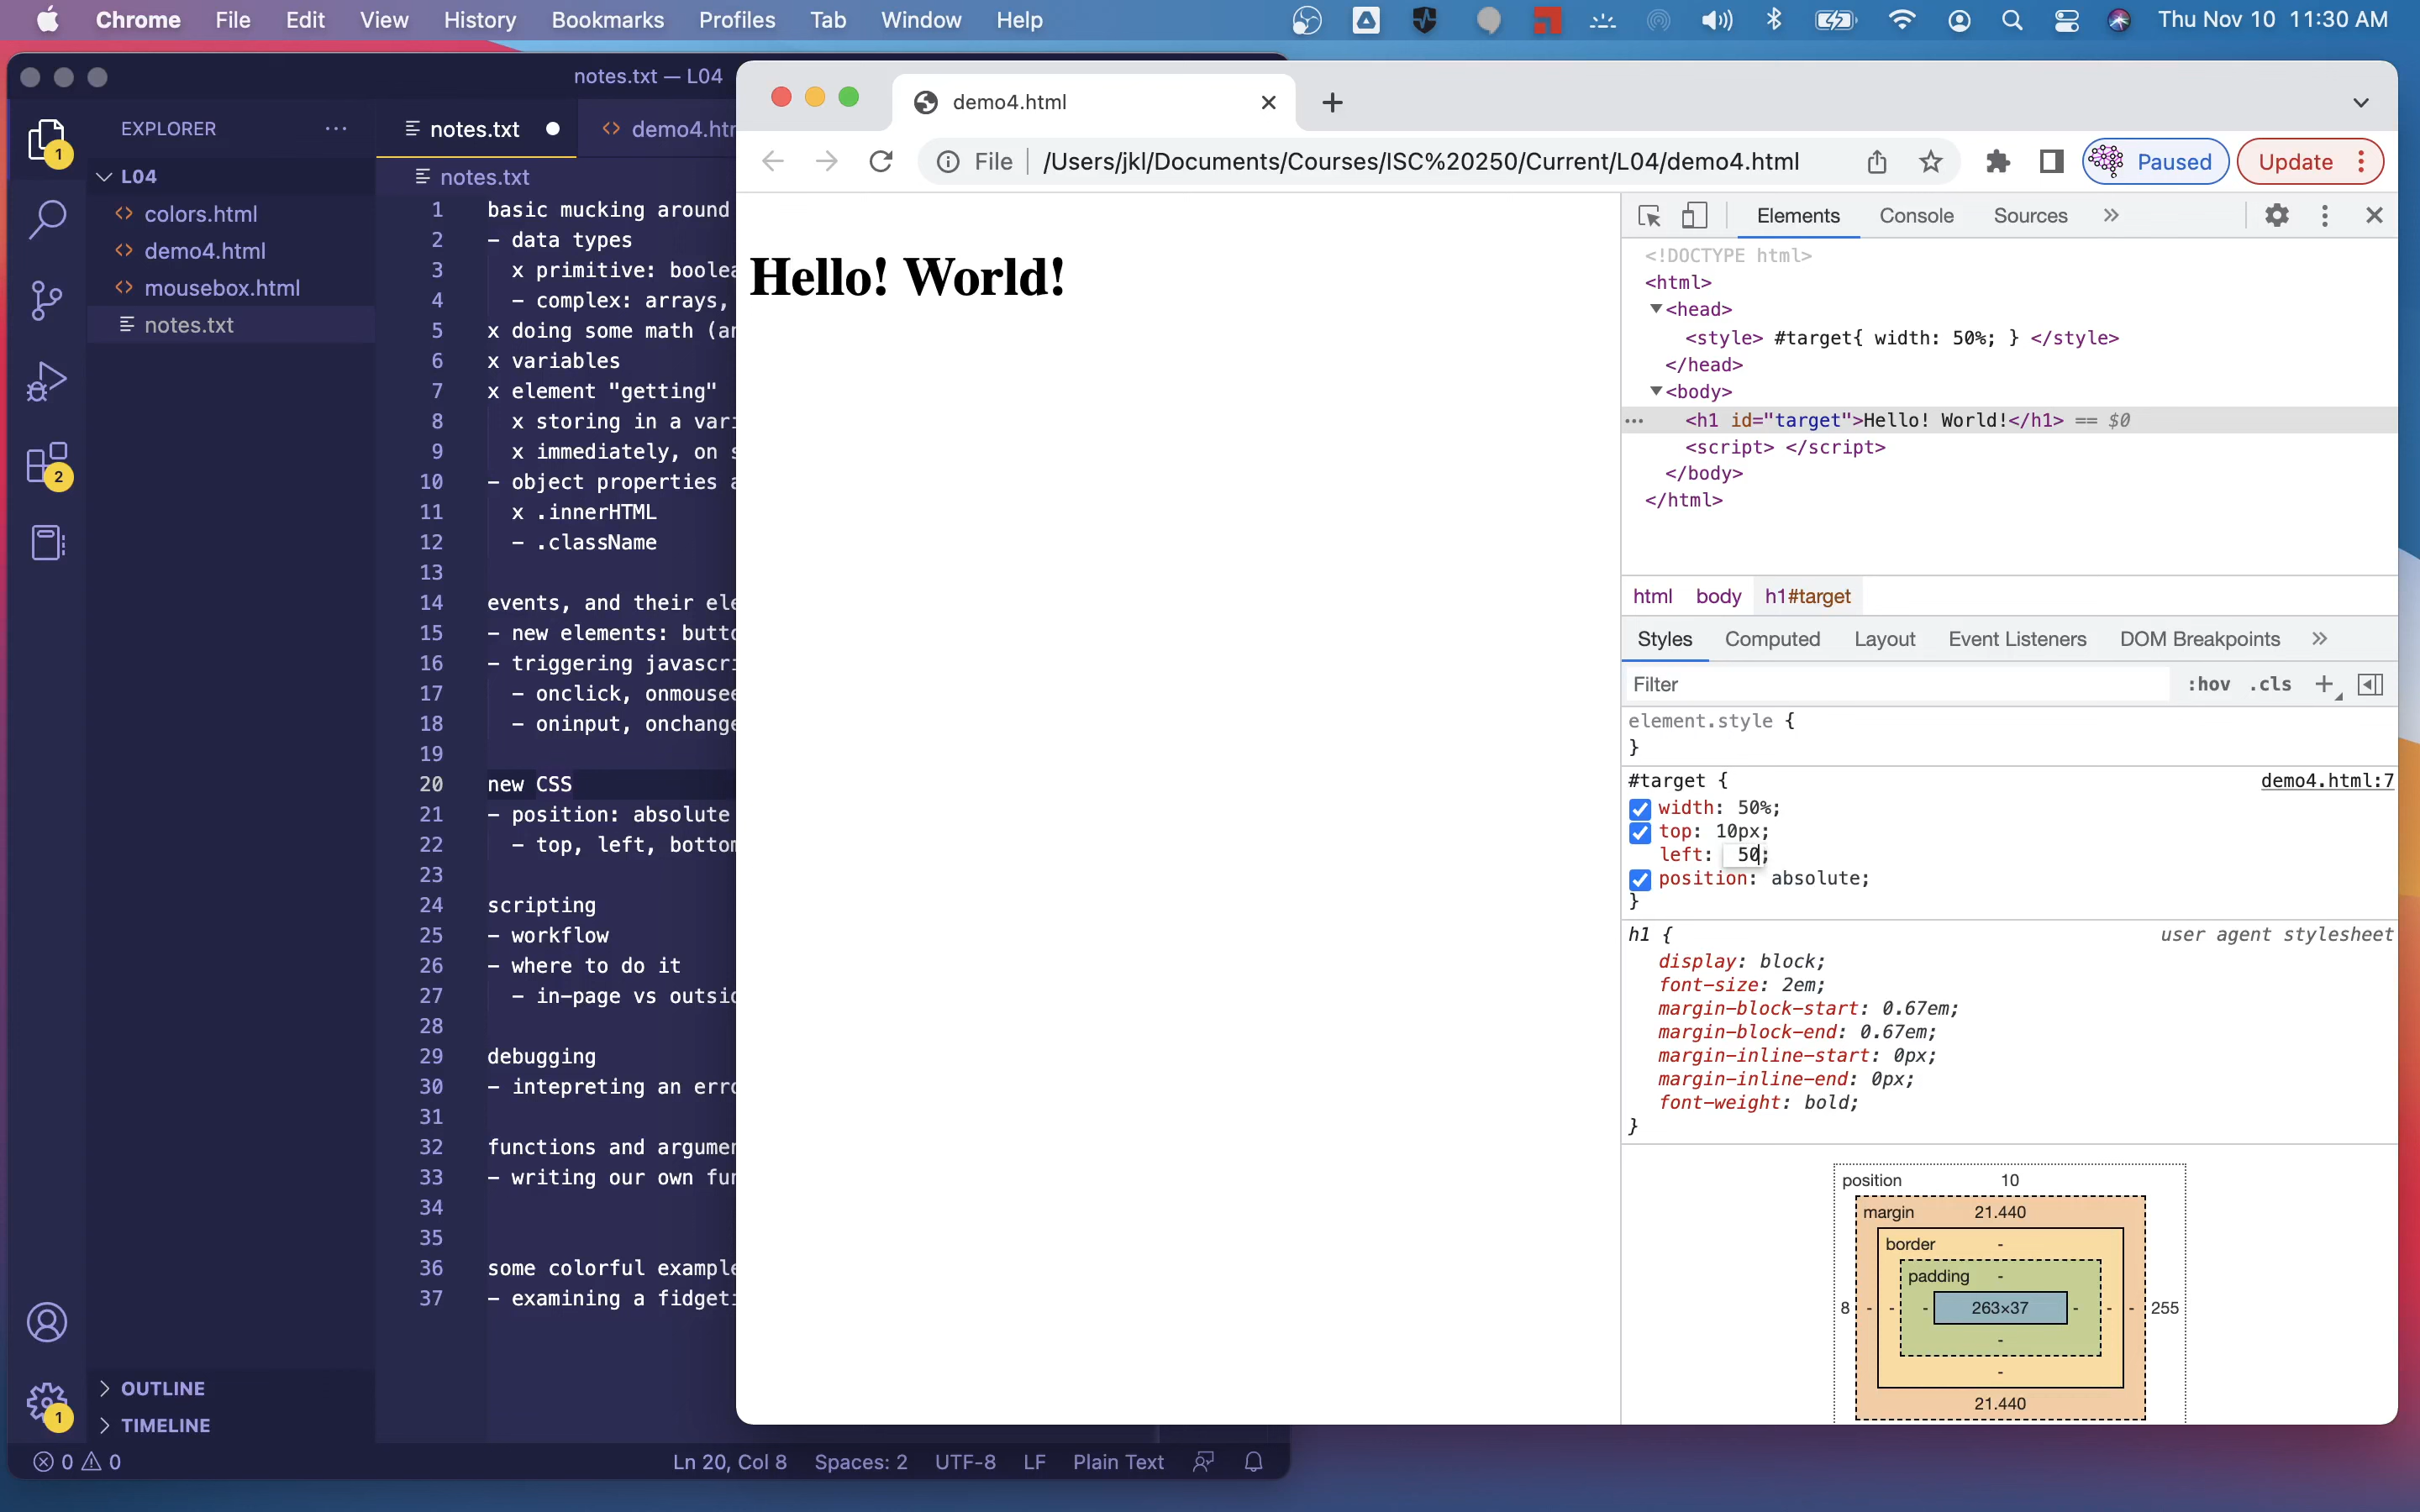 Chrome File Edit View History Bookmarks Profiles Tab Window Help Thu Nov 10 11:30 AM
notes.txt — L04
EXPLORER
1
L04
colors.html
demo4.html
mousebox.html
notes.txt
2
OUTLINE
TIMELINE
1
notes.txt demo4.htm
notes.txt
1 basic mucking around
2 - data types
3 x primitive: boolea
4 - complex: arrays,
5 x doing some math (ar
6 x variables
7 x element "getting"
8 x storing in a vari
9 x immediately, on s
10 - object properties a
11 x .innerHTML
12 - .className
13
14 events, and their ele
15 - new elements: butto
16 - triggering javascri
17 - onclick, onmousee
18 - oninput, onchange
19
20 new CSS
21 - position: absolute
22 - top, left, bottom
23
24 scripting
25 - workflow
26 - where to do it
27 - in-page vs outsid
28
29 debugging
30 - intepreting an erro
31
32 functions and argumen
33 - writing our own fun
34
35
36 some colorful example
37 - examining a fidgeti
0 0 Ln 20, Col 8 Spaces: 2 UTF-8 LF Plain Text
demo4.html
File /Users/jkl/Documents/Courses/ISC%20250/Current/L04/demo4.html Paused Update
Hello! World!
Elements Console Sources »
<!DOCTYPE html>
<html>
<head>
<style> #target{ width: 50%; } </style>
</head>
<body>
<h1 id="target">Hello! World!</h1> == $0
<script> </script>
</body>
</html>
html body h1#target
Styles Computed Layout Event Listeners DOM Breakpoints »
Filter :hov .cls +
element.style {
}
#target { demo4.html:7
width: 50%;
top: 10px;
left: 50;
position: absolute;
}
h1 { user agent stylesheet
display: block;
font-size: 2em;
margin-block-start: 0.67em;
margin-block-end: 0.67em;
margin-inline-start: 0px;
margin-inline-end: 0px;
font-weight: bold;
}
position 10
margin 21.440
border -
padding -
8 - - - 263×37 - - - 255
-
-
21.440